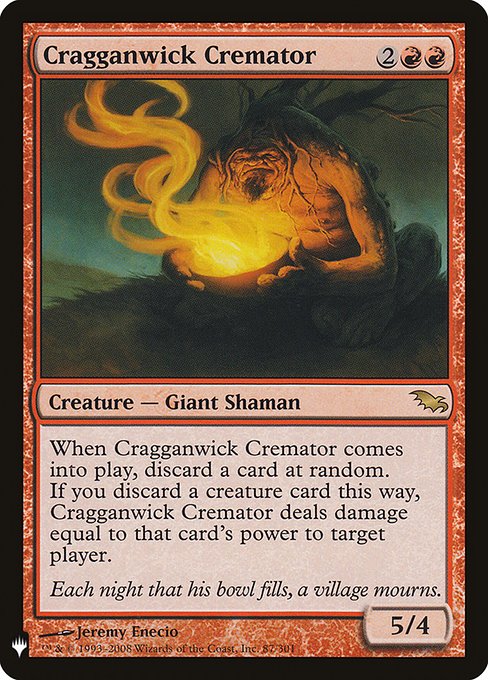 Cragganwick Cremator 2
Creature — Giant Shaman
When Cragganwick Cremator comes
into play, discard a card at random.
If you discard a creature card this way,
Cragganwick Cremator deals damage
equal to that card's power to target
player.
Each night that his bowl fills, a village mourns.
Jeremy Enecio
™ & © 1993–2008 Wizards of the Coast, Inc. 87/301
5/4